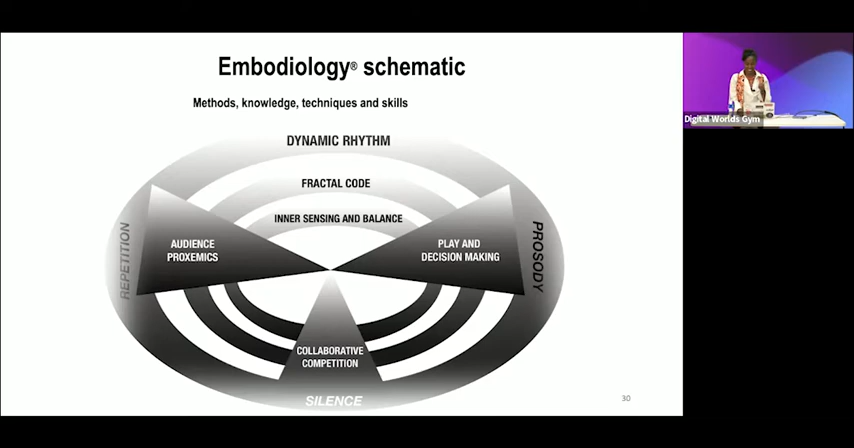 Embodiology® schematic
Methods, knowledge, techniques and skills
DYNAMIC RHYTHM
FRACTAL CODE
INNER SENSING AND BALANCE
REPETITION
AUDIENCE
PROXEMICS
PLAY AND
DECISION MAKING
PROSODY
COLLABORATIVE
COMPETITION
SILENCE
30
Digital Worlds Gym